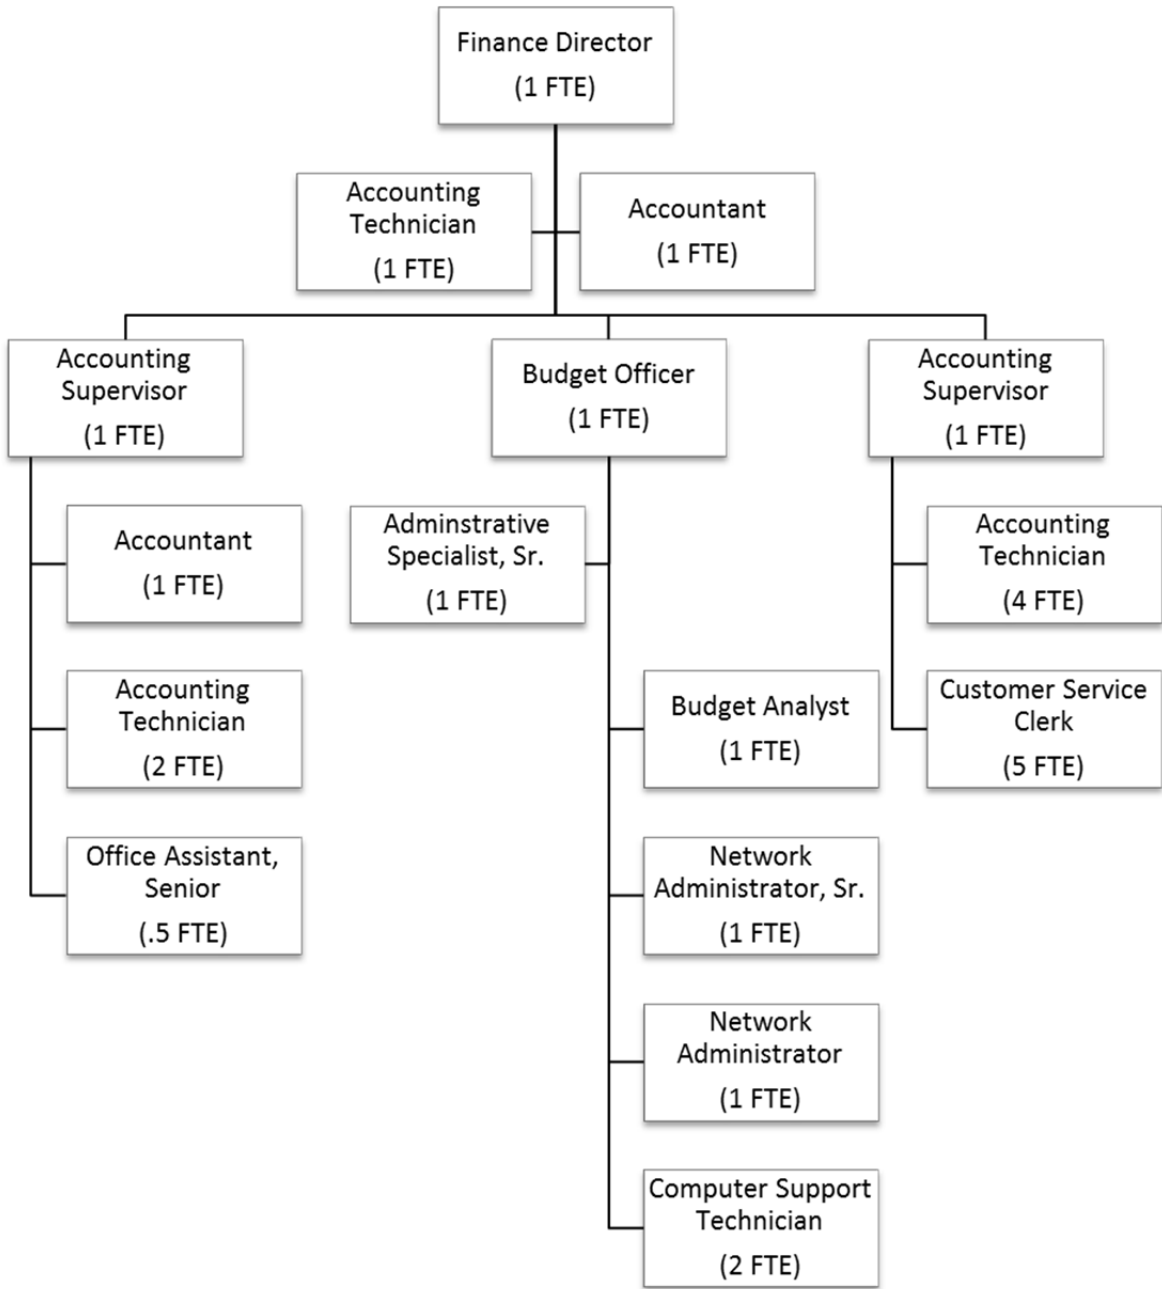 Finance Director
(1 FTE)
Accounting
Technician
(1 FTE)
Accountant
(1 FTE)
Accounting
Supervisor
(1 FTE)
Budget Officer
(1 FTE)
Accounting
Supervisor
(1 FTE)
Accountant
(1 FTE)
Accounting
Technician
(2 FTE)
Office Assistant,
Senior
(.5 FTE)
Adminstrative
Specialist, Sr.
(1 FTE)
Budget Analyst
(1 FTE)
Network
Administrator, Sr.
(1 FTE)
Network
Administrator
(1 FTE)
Computer Support
Technician
(2 FTE)
Accounting
Technician
(4 FTE)
Customer Service
Clerk
(5 FTE)